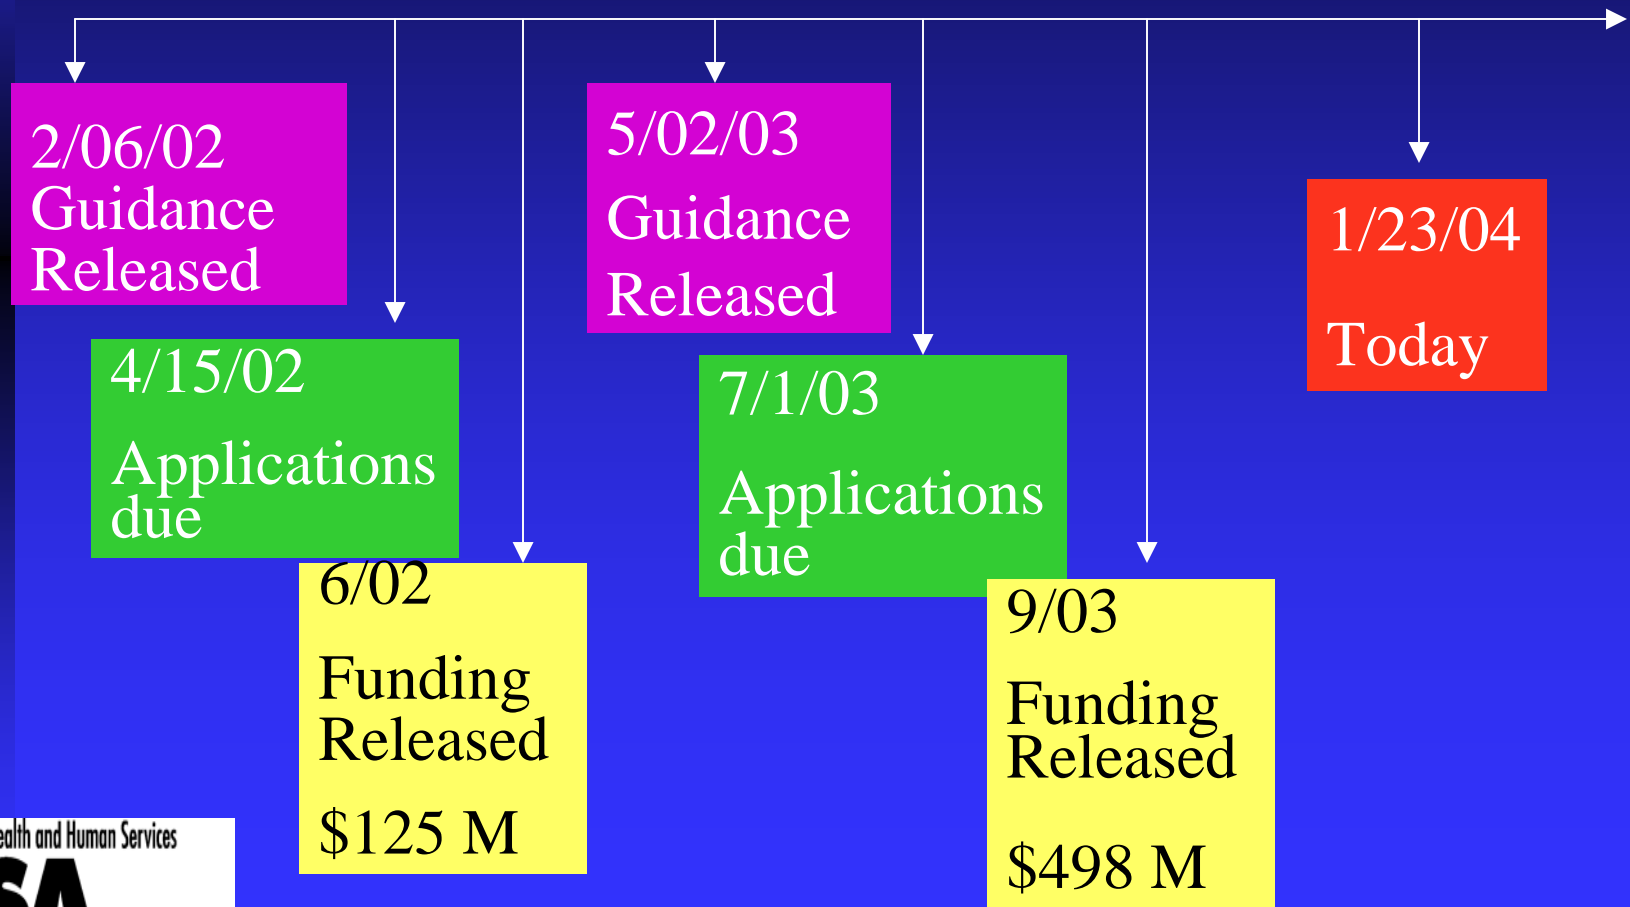 2/06/02
Guidance
Released
4/15/02
Applications
due
6/02
Funding
Released
$125 M
5/02/03
Guidance
Released
7/1/03
Applications
due
9/03
Funding
Released
$498 M
1/23/04
Today
and Human Services